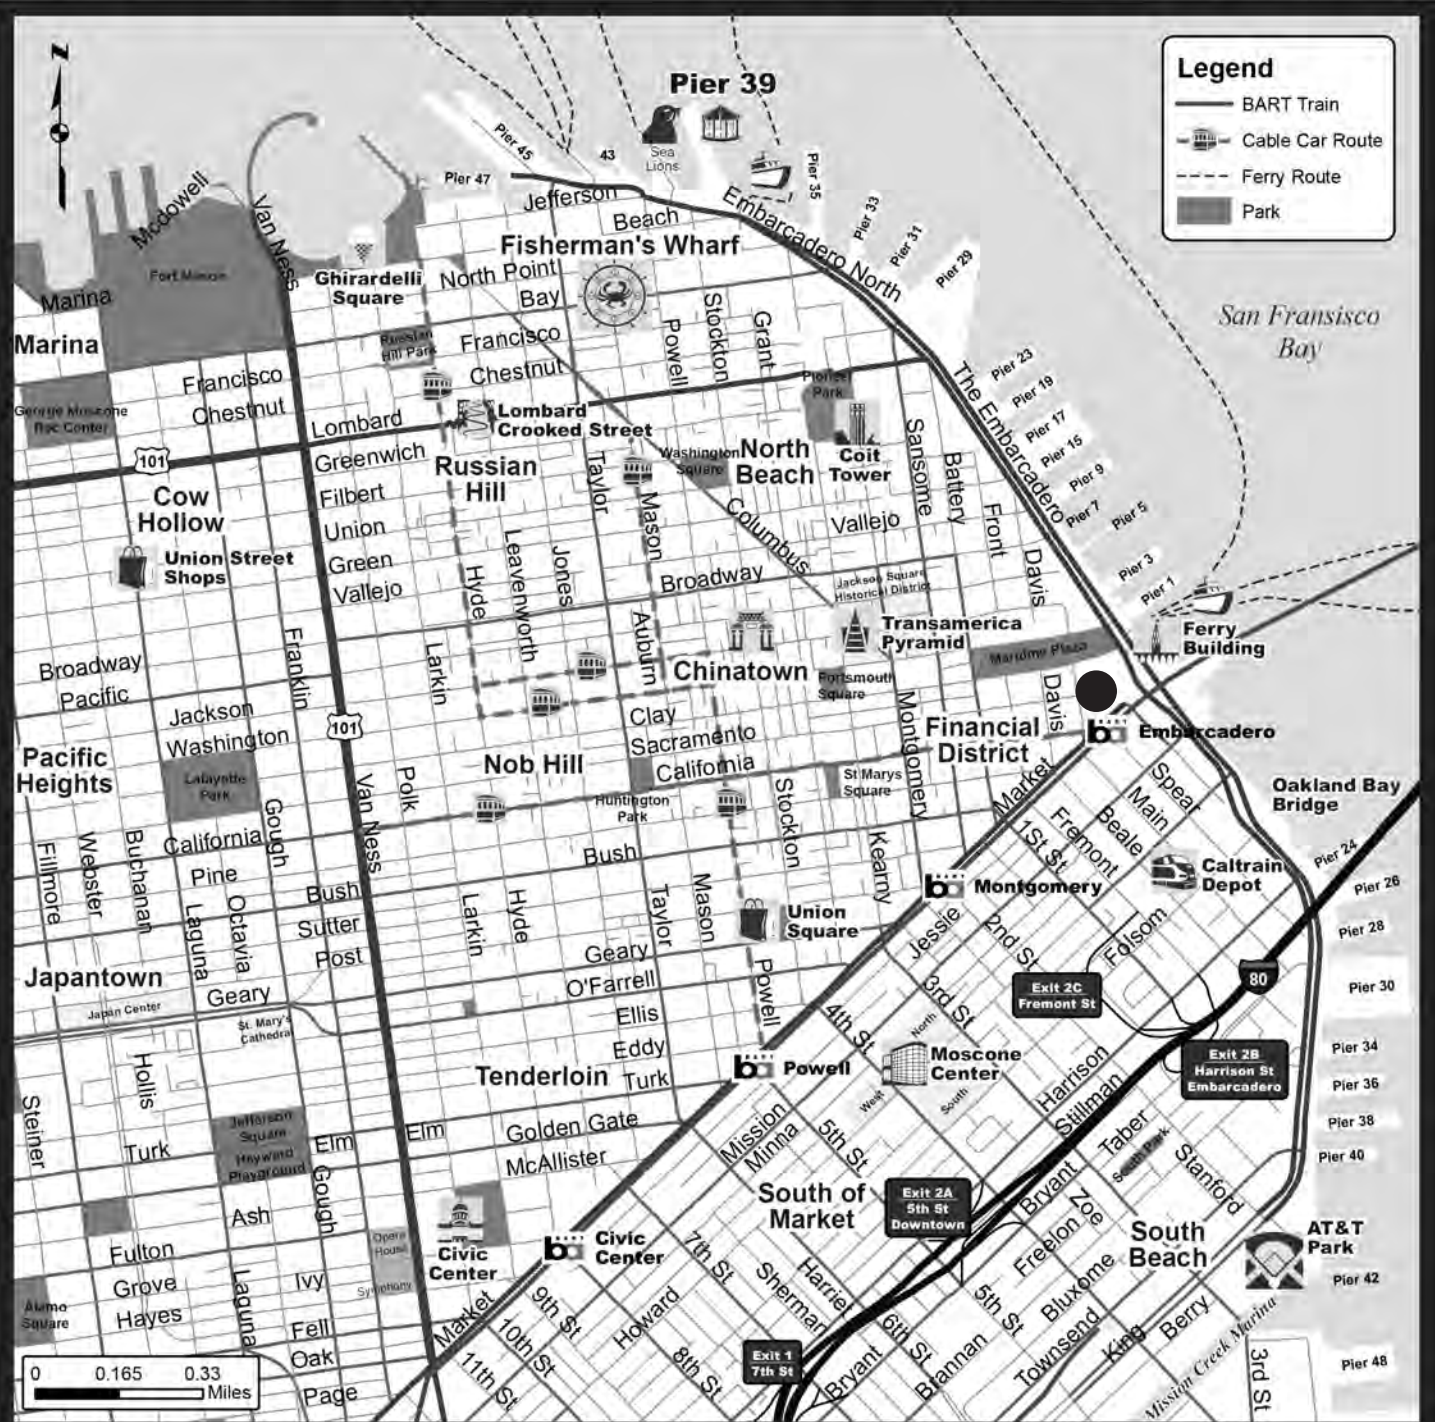 Z
Legend
BART Train
Cable Car Route
Ferry Route
Park
Pier 39
Sea
Lions
Pier 45
43
Pier 47
Pier 35
Pier 33
Pier 31
Pier 29
Jefferson
Beach
Embarcadero North
Mcdowell
Van Ness
Fort Mason
Fisherman's Wharf
Ghirardelli
Square
North Point
Bay
Marina
Marina
Russian
Hill Park
Francisco
Chestnut
Powell
Stockton
Grant
San Fransisco
Bay
Francisco
Chestnut
George Moscone
Rec Center
Pioneer
Park
The Embarcadero
Pier 23
Pier 19
Pier 17
Pier 15
Pier 9
Pier 7
Pier 5
Pier 3
Pier 1
Lombard
Greenwich
Lombard
Crooked Street
101
Russian
Hill
Taylor
Washington
Square
North
Beach
Coit
Tower
Sansome
Battery
Front
Davis
Cow
Hollow
Filbert
Union
Green
Vallejo
Union Street
Shops
Mason
Columbus
Vallejo
Hyde
Leavenworth
Jones
Broadway
Jackson Square
Historical District
Auburn
Transamerica
Pyramid
Ferry
Building
Maritime Plaza
Broadway
Pacific
Franklin
Larkin
Chinatown
Portsmouth
Square
Davis
Montgomery
Jackson
Washington
101
Clay
Sacramento
California
Financial
District
Embarcadero
Pacific
Heights
Lafayette
Park
Nob Hill
St Marys
Square
Market
Spear
Main
Beale
Fremont
1St St
Oakland Bay
Bridge
Van Ness
Polk
Huntington
Park
Stockton
Gough
California
Pine
Fillmore
Webster
Buchanan
Laguna
Octavia
Bush
Sutter
Post
Bush
Kearny
Caltrain
Depot
Pier 24
Pier 26
Pier 28
Pier 30
Montgomery
Larkin
Hyde
Taylor
Mason
Union
Square
Jessie
2nd St
Folsom
Geary
O'Farrell
Ellis
Eddy
Turk
Powell
Japantown
Japan Center
Geary
St. Mary's
Cathedral
3rd St
4th St
Exit 2C
Fremont St
80
North
Moscone
Center
West
South
Harrison
Stillman
Exit 2B
Harrison St
Embarcadero
Pier 34
Pier 36
Pier 38
Pier 40
Hollis
Steiner
Tenderloin
Powell
Jefferson
Square
Hayward
Playground
Turk
Elm
Elm
Golden Gate
McAllister
Mission
Minna
5th St
Taber
South Park
Stanford
Bryant
Zoe
Freelon
South of
Market
Exit 2A
5th St
Downtown
South
Beach
AT&T
Park
Pier 42
Gough
Ash
Fulton
Grove
Hayes
Laguna
Ivy
Fell
Oak
Page
Opera
House
Symphony
Civic
Center
Civic
Center
7th St
Sherman
Harriet
6th St
5th St
Bluxome
Townsend
King
Berry
Mission Creek Marina
Alamo
Square
Market
9th St
10th St
11th St
Howard
8th St
Exit 1
7th St
Bryant
Brannan
3rd St
Pier 48
0 0.165 0.33
Miles